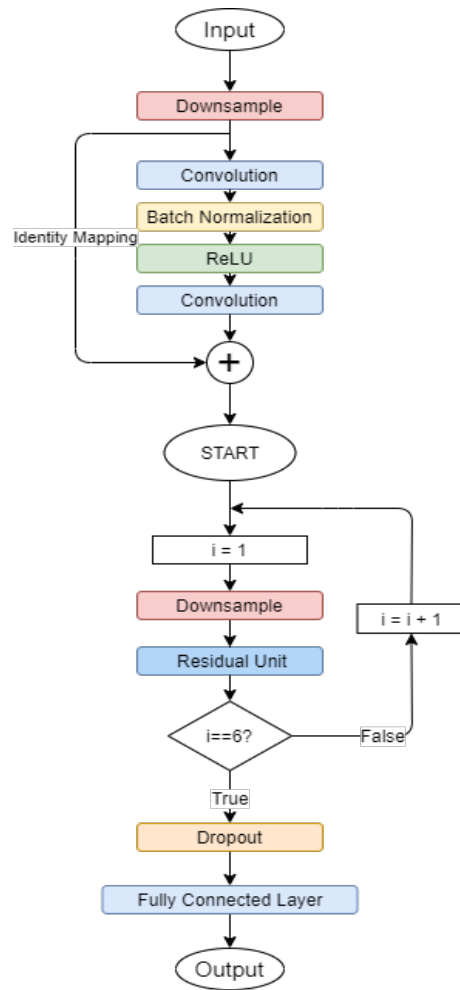 Input
Downsample
Convolution
Batch Normalization
Identity Mapping
ReLU
Convolution
+
START
i = 1
Downsample
i = i + 1
Residual Unit
i==6?
False
True
Dropout
Fully Connected Layer
Output